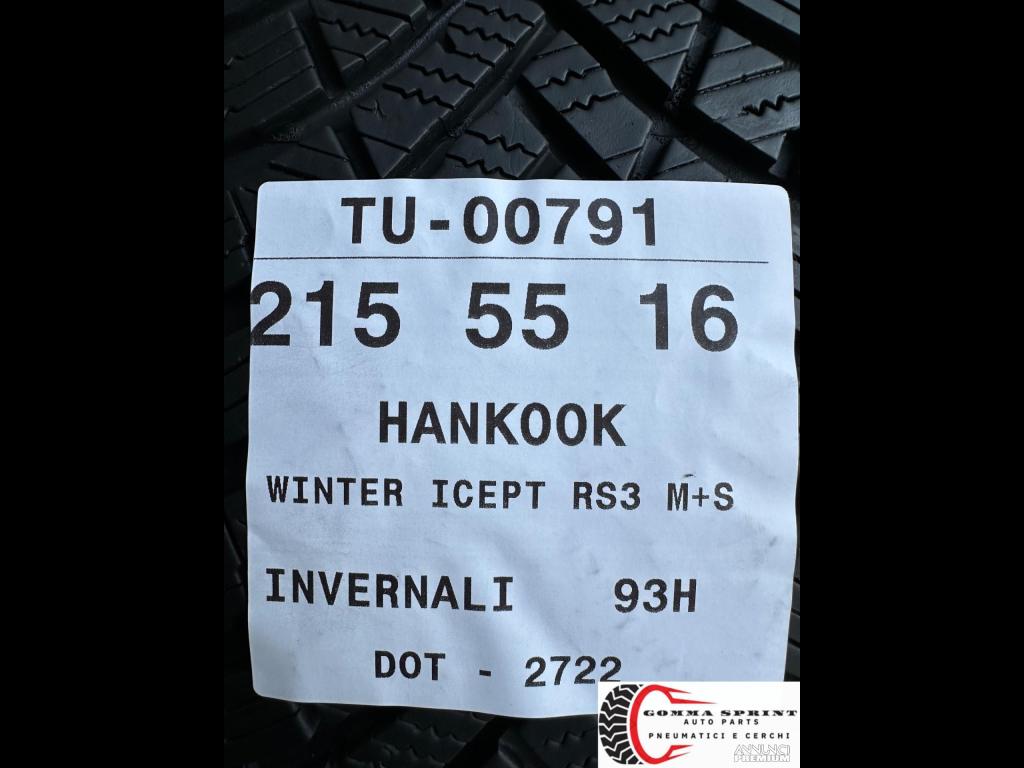 TU-00791
215 55 16
HANKOOK
WINTER ICEPT RS3 M+S
INVERNALI 93H
DOT - 2722
GOMMA SPRINT
AUTO PARTS
PNEUMATICI E CERCHI
ANNUNCI
PREMIUM